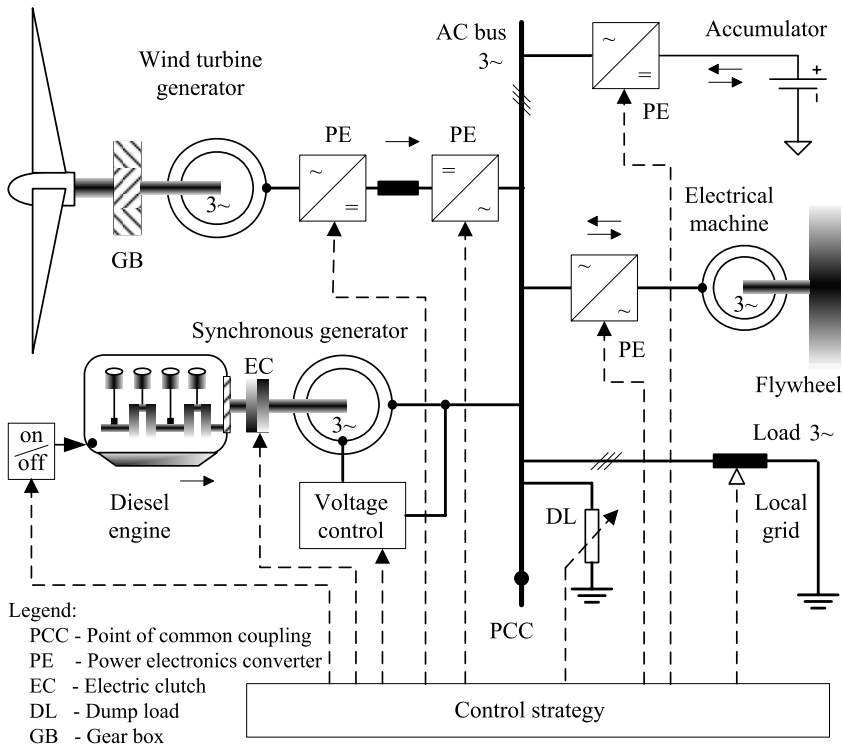 AC bus
3~
Accumulator
Wind turbine
generator
PE
PE
~
=
PE
+
-
~
=
=
~
3~
GB
Electrical
machine
~
~
3~
PE
Flywheel
Synchronous generator
EC
3~
on
off
Diesel
engine
Voltage
control
Load 3~
Local
grid
DL
PCC
Legend:
PCC - Point of common coupling
PE - Power electronics converter
EC - Electric clutch
DL - Dump load
GB - Gear box
Control strategy